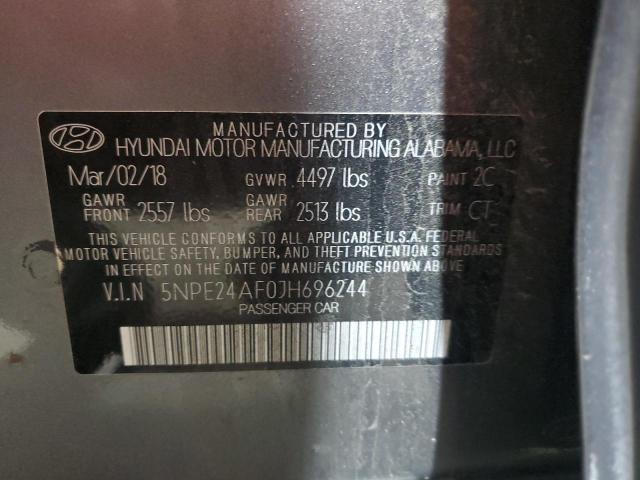 MANUFACTURED BY
HYUNDAI MOTOR MANUFACTURING ALABAMA, LLC
Mar/02/18 GVWR 4497 lbs PAINT 2C
GAWR FRONT 2557 lbs GAWR REAR 2513 lbs TRIM CT
THIS VEHICLE CONFORMS TO ALL APPLICABLE U.S.A. FEDERAL
MOTOR VEHICLE SAFETY, BUMPER, AND THEFT PREVENTION STANDARDS
IN EFFECT ON THE DATE OF MANUFACTURE SHOWN ABOVE.
V.I.N 5NPE24AF0JH696244
PASSENGER CAR